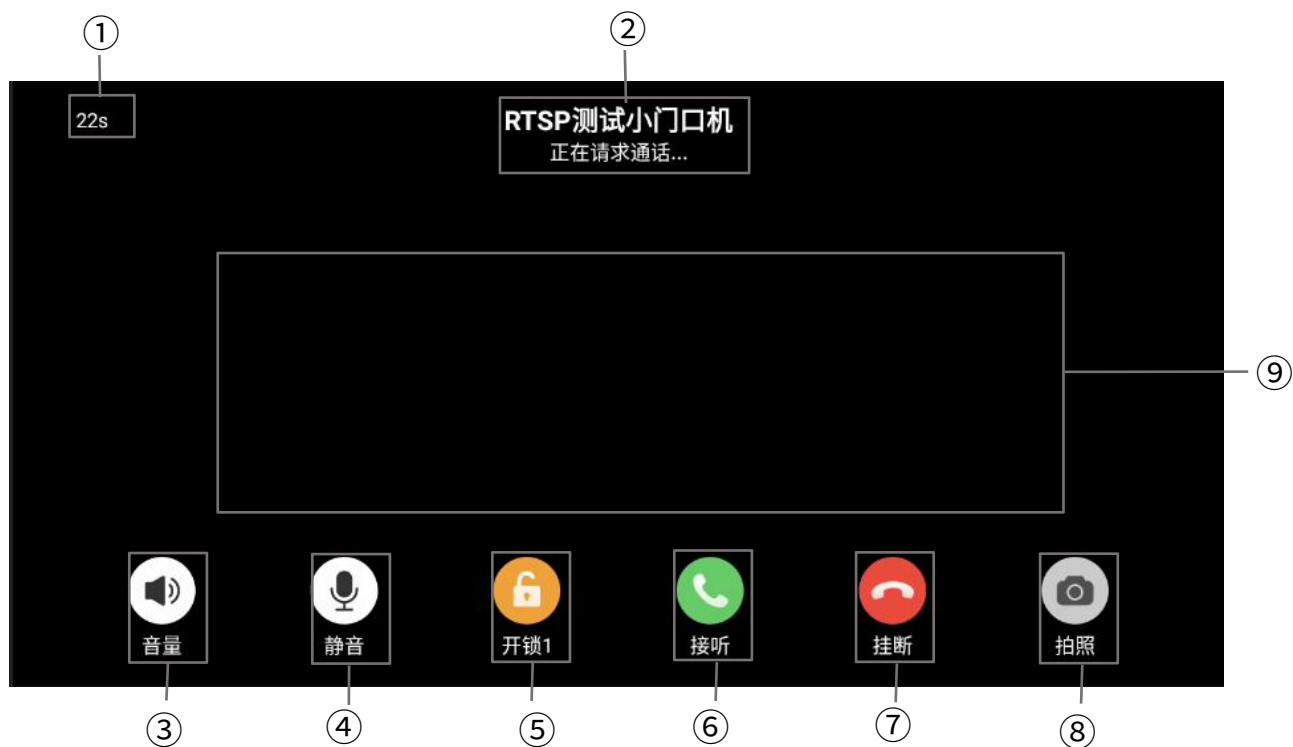 ① ②
22s
RTSP测试小门口机
正在请求通话...
⑨
音量 静音 开锁1 接听 挂断 拍照
③ ④ ⑤ ⑥ ⑦ ⑧